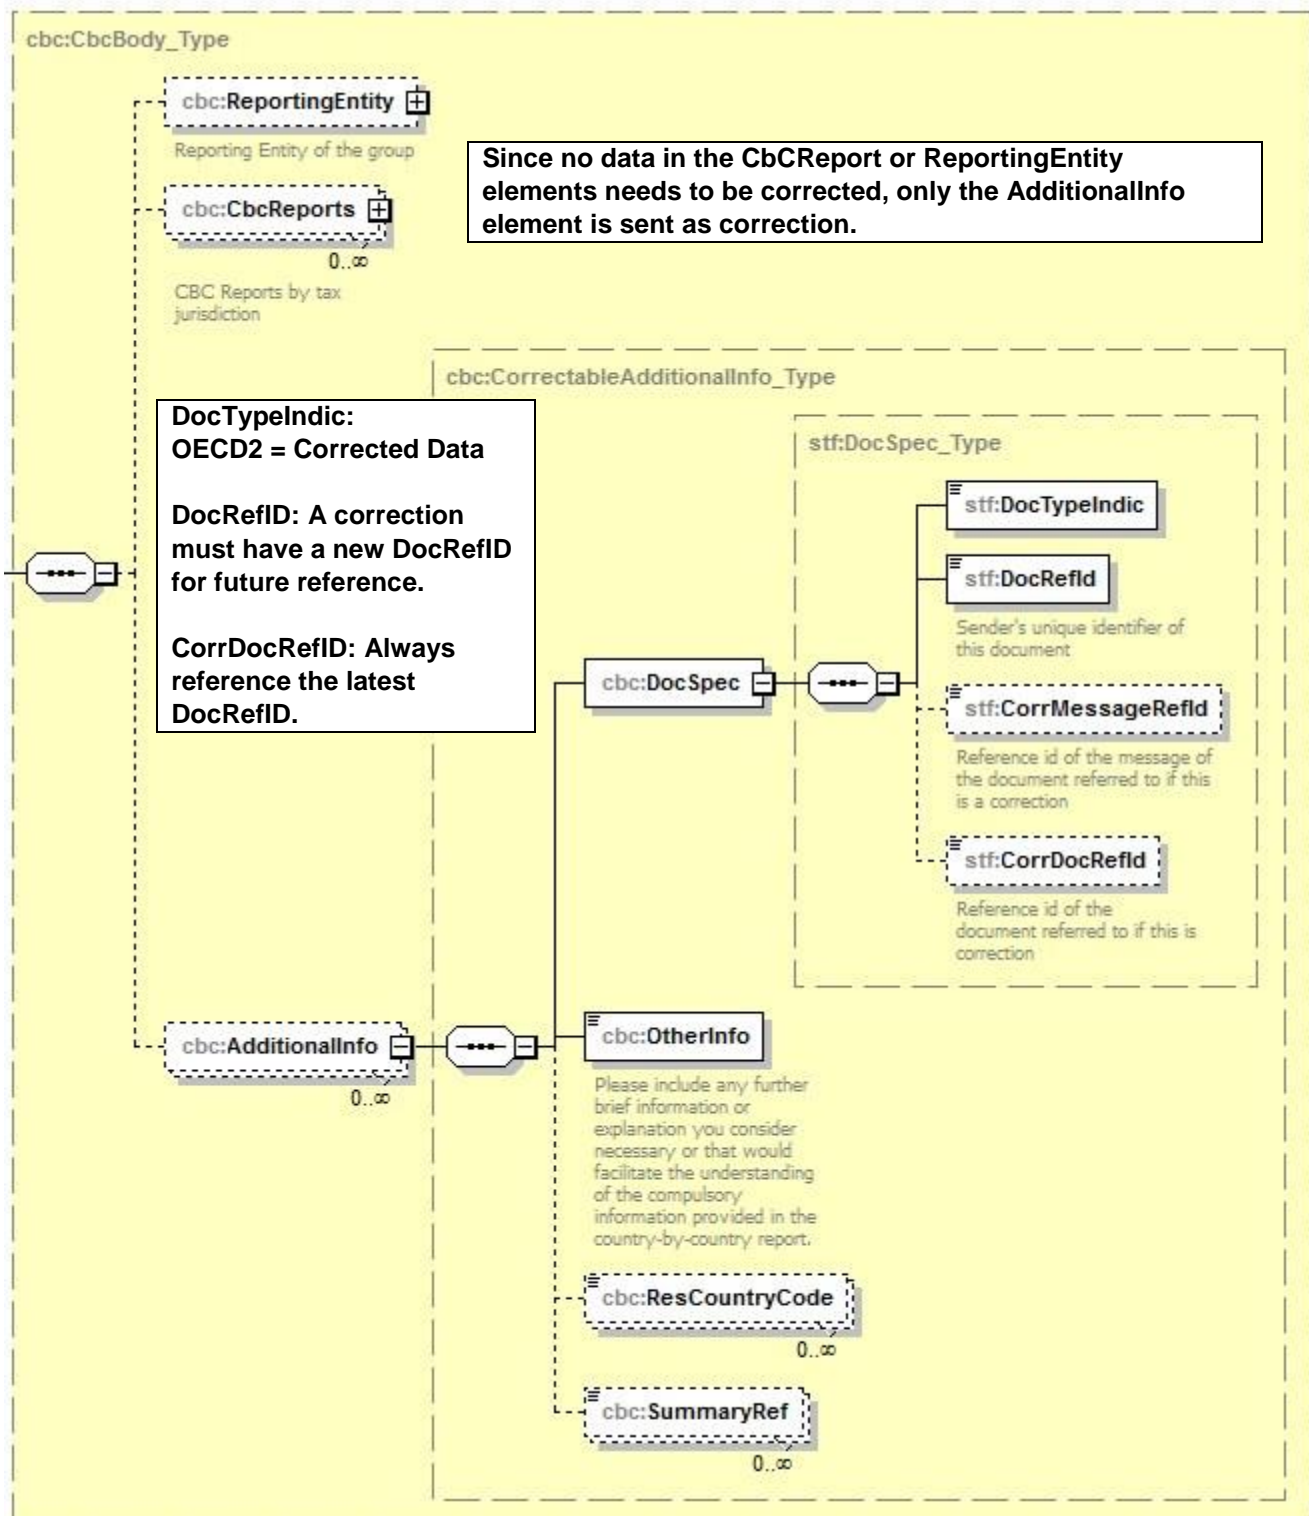 cbc:CbcBody_Type
cbc:ReportingEntity
Reporting Entity of the group
Since no data in the CbCReport or ReportingEntity
elements needs to be corrected, only the AdditionalInfo
element is sent as correction.
cbc:CbcReports
0..∞
CBC Reports by tax
jurisdiction
cbc:CorrectableAdditionalInfo_Type
DocTypeIndic:
OECD2 = Corrected Data
DocRefID: A correction
must have a new DocRefID
for future reference.
CorrDocRefID: Always
reference the latest
DocRefID.
stf:DocSpec_Type
stf:DocTypeIndic
stf:DocRefId
Sender's unique identifier of
this document
cbc:DocSpec
stf:CorrMessageRefId
Reference id of the message of
the document referred to if this
is a correction
stf:CorrDocRefId
Reference id of the
document referred to if this is
correction
cbc:AdditionalInfo
0..∞
cbc:OtherInfo
Please include any further
brief information or
explanation you consider
necessary or that would
facilitate the understanding
of the compulsory
information provided in the
country-by-country report.
cbc:ResCountryCode
0..∞
cbc:SummaryRef
0..∞